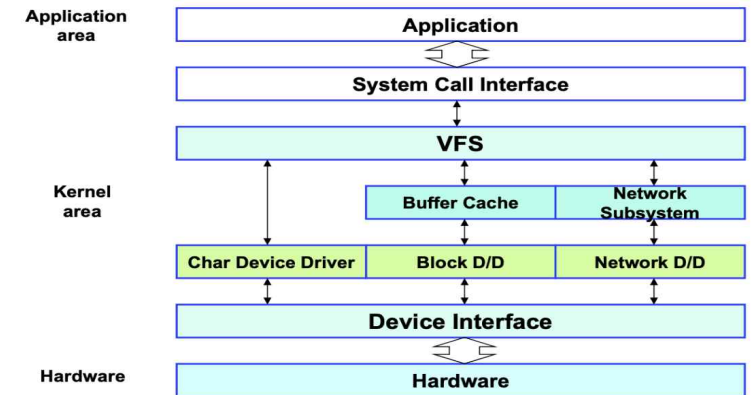 Application
area
Application
System Call Interface
VFS
Kernel
area
Buffer Cache
Network
Subsystem
Char Device Driver
Block D/D
Network D/D
Device Interface
Hardware
Hardware